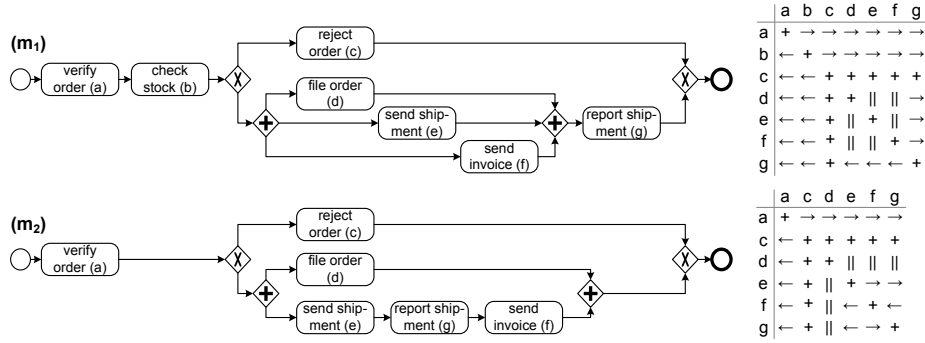 (m1)
verify
order (a)
check
stock (b)
X
reject
order (c)
X
+
file order
(d)
send ship-
ment (e)
send
invoice (f)
+
report ship-
ment (g)
a b c d e f g
a + → → → → → →
b ← + → → → → →
c ← ← + + + + +
d ← ← + + || || →
e ← ← + || + || →
f ← ← + || || + →
g ← ← + ← ← ← +
(m2)
verify
order (a)
X
reject
order (c)
X
+
file order
(d)
send ship-
ment (e)
report ship-
ment (g)
send
invoice (f)
+
a c d e f g
a + → → → → →
c ← + + + + +
d ← + + || || ||
e ← + || + → →
f ← + || ← + ←
g ← + || ← → +